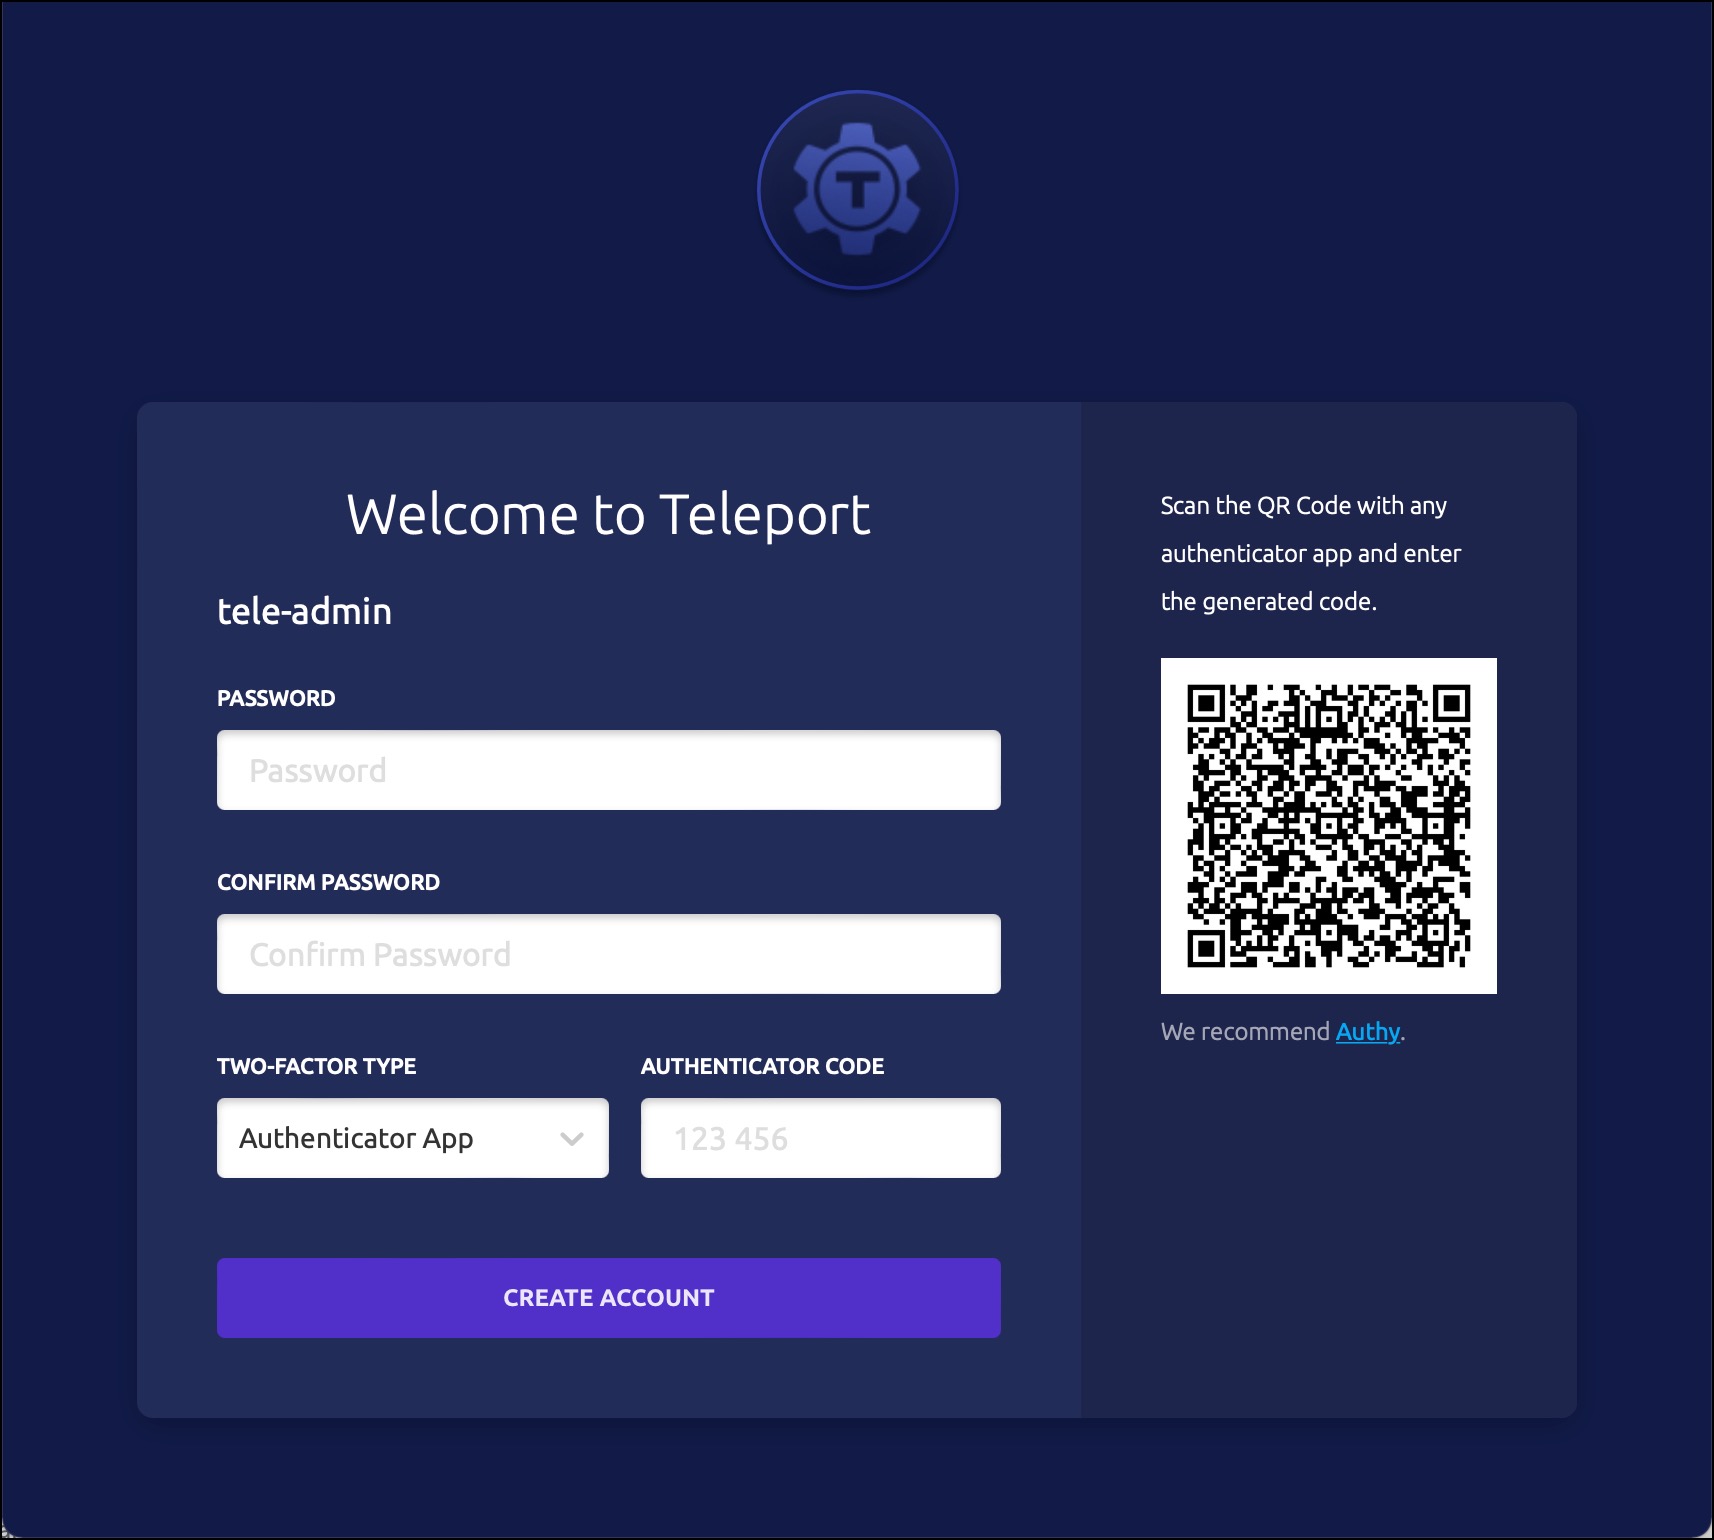 T
Welcome to Teleport
tele-admin
PASSWORD
Password
CONFIRM PASSWORD
Confirm Password
TWO-FACTOR TYPE
AUTHENTICATOR CODE
Authenticator App
123 456
CREATE ACCOUNT
Scan the QR Code with any
authenticator app and enter
the generated code.
We recommend Authy.